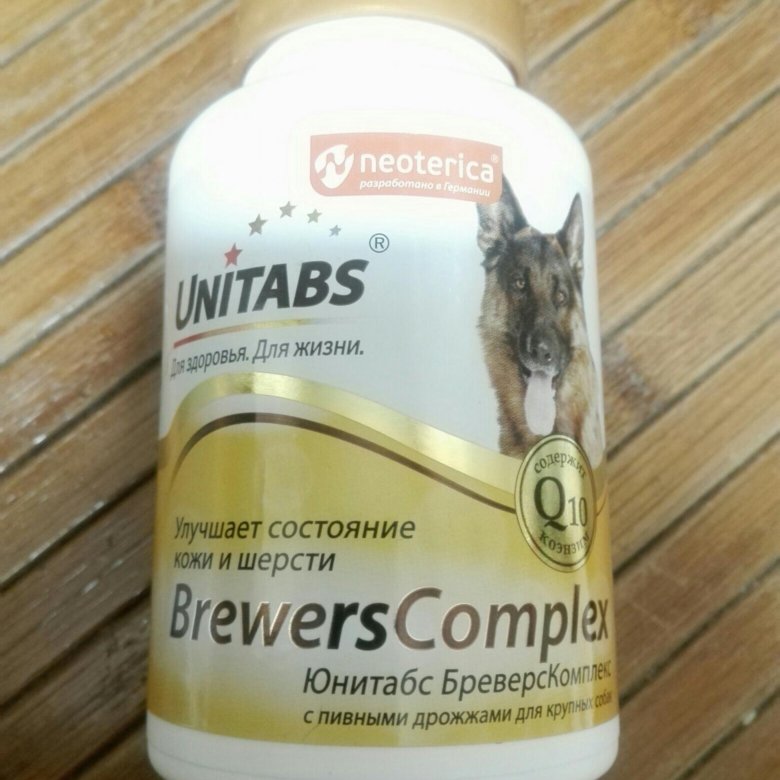 neoterica®
разработано в Германии
UNITABS®
Для здоровья. Для жизни.
содержит
Q10
коэнзим
Улучшает состояние
кожи и шерсти
BrewersComplex
Юнитабс БреверсКомплекс
с пивными дрожжами для крупных собак